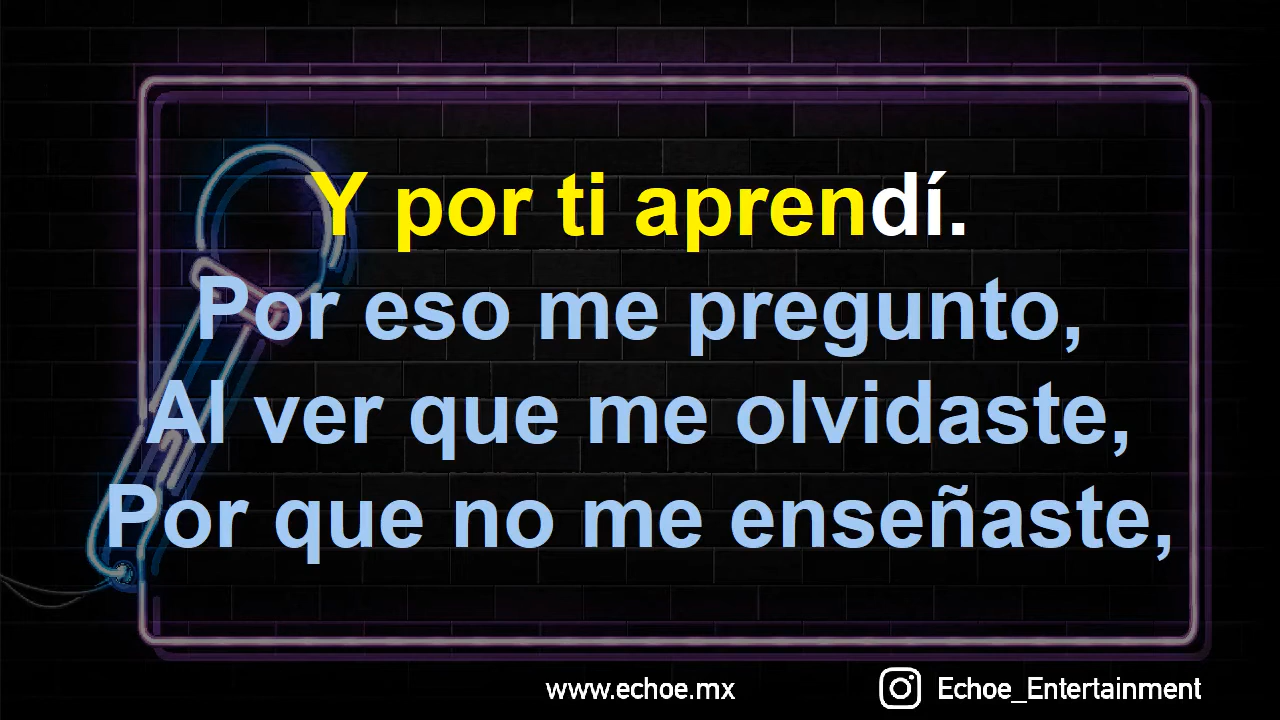 Y por ti aprendí.
Por eso me pregunto,
Al ver que me olvidaste,
Por que no me enseñaste,
www.echoe.mx
Echoe_Entertainment